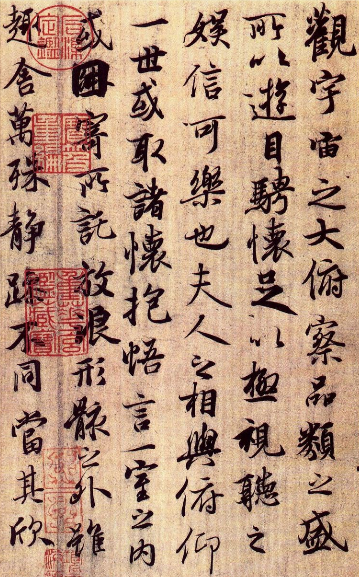 觀宇宙之大俯察品類之盛
所以遊目騁懷足以極視聽之
娛信可樂也夫人之相與俯仰
一世或取諸懷抱悟言一室之內
或因寄所託放浪形骸之外雖
趣舍萬殊靜躁不同當其欣